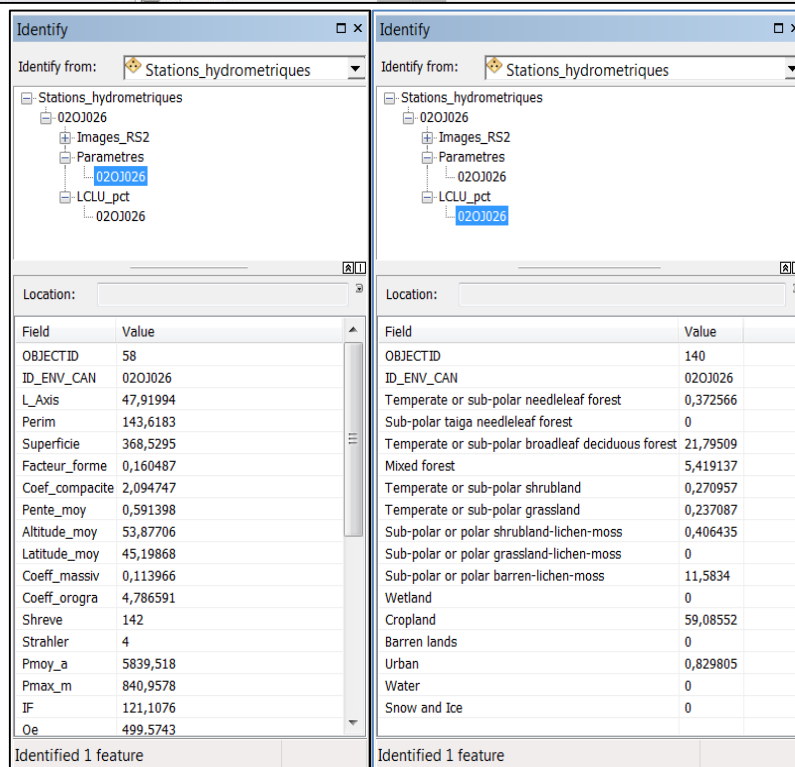 Identify
Identify from: Stations_hydrometriques
Stations_hydrometriques
02OJ026
Images_RS2
Parametres
02OJ026
LCLU_pct
02OJ026
Location:
Field Value
OBJECTID 58
ID_ENV_CAN 02OJ026
L_Axis 47,91994
Perim 143,6183
Superficie 368,5295
Facteur_forme 0,160487
Coef_compacite 2,094747
Pente_moy 0,591398
Altitude_moy 53,87706
Latitude_moy 45,19868
Coeff_massiv 0,113966
Coeff_orogra 4,786591
Shreve 142
Strahler 4
Pmoy_a 5839,518
Pmax_m 840,9578
IF 121,1076
Oe 499,5743
Identified 1 feature
Identify
Identify from: Stations_hydrometriques
Stations_hydrometriques
02OJ026
Images_RS2
Parametres
02OJ026
LCLU_pct
02OJ026
Location:
Field Value
OBJECTID 140
ID_ENV_CAN 02OJ026
Temperate or sub-polar needleleaf forest 0,372566
Sub-polar taiga needleleaf forest 0
Temperate or sub-polar broadleaf deciduous forest 21,79509
Mixed forest 5,419137
Temperate or sub-polar shrubland 0,270957
Temperate or sub-polar grassland 0,237087
Sub-polar or polar shrubland-lichen-moss 0,406435
Sub-polar or polar grassland-lichen-moss 0
Sub-polar or polar barren-lichen-moss 11,5834
Wetland 0
Cropland 59,08552
Barren lands 0
Urban 0,829805
Water 0
Snow and Ice 0
Identified 1 feature